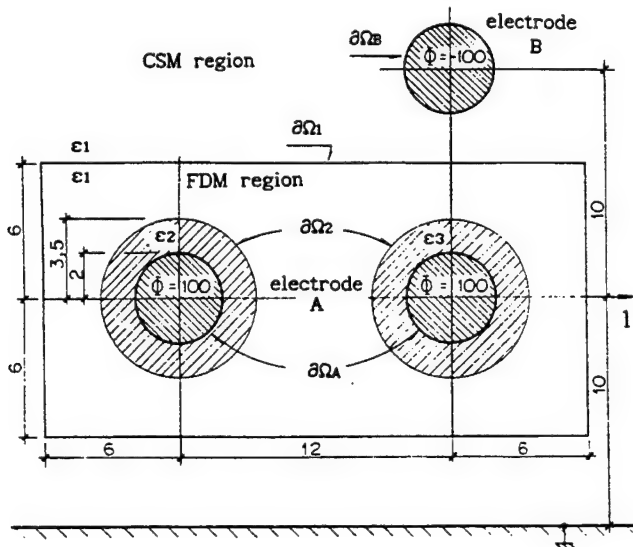 electrode
B
∂ΩB
Φ=-100
CSM region
∂Ω1
ε1
ε1
FDM region
6
3,5
2
ε2
∂Ω2
ε3
10
Φ=100
electrode
A
Φ=100
1
∂ΩA
6
10
6
12
6